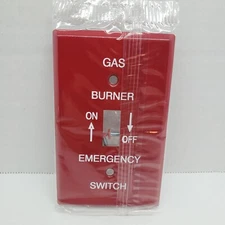 GAS
BURNER
ON
OFF
EMERGENCY
SWITCH